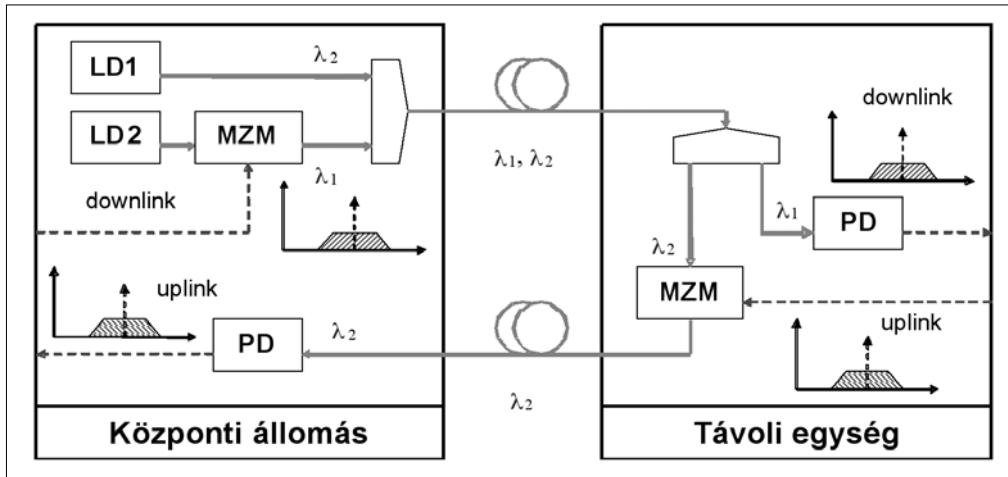 LD1
λ2
LD2
MZM
λ1
downlink
uplink
PD
λ2
Központi állomás
λ1, λ2
λ2
downlink
λ1
PD
λ2
MZM
uplink
Távoli egység